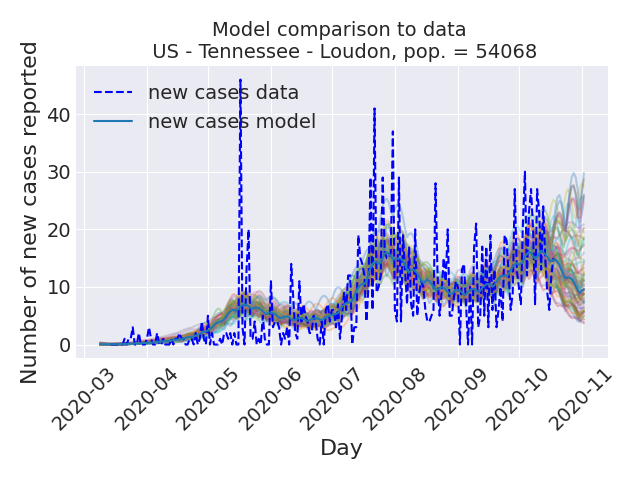 Model comparison to data
US - Tennessee - Loudon, pop. = 54068
Number of new cases reported
40
30
20
10
0
new cases data
new cases model
2020-03
2020-04
2020-05
2020-06
2020-07
2020-08
2020-09
2020-10
2020-11
Day